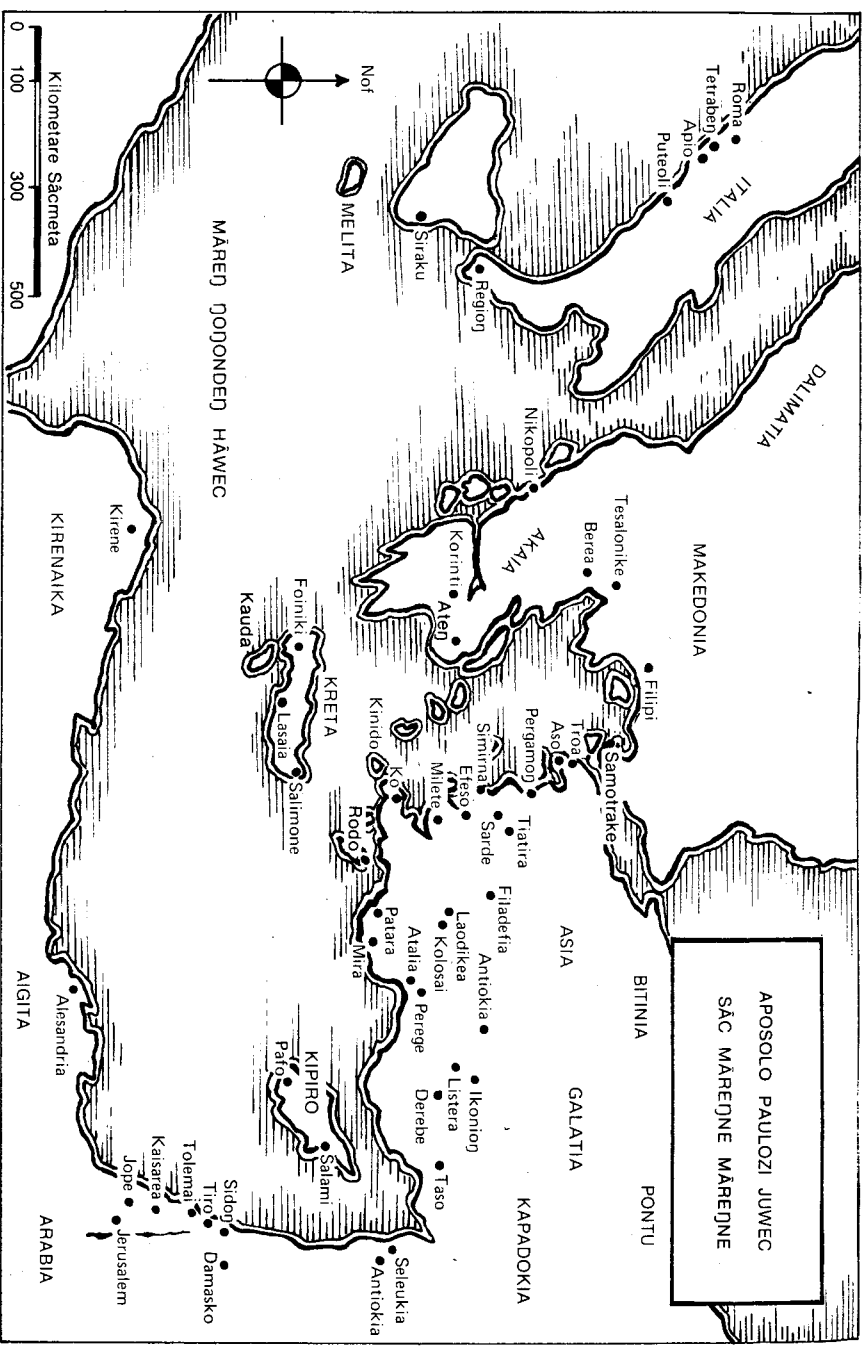 APOSOLO PAULOZI JUWEC
SÂC MÂREŊNE MÂREŊNE
Roma
Tetrabeŋ
Apio
Puteoli
ITALIA
DALIMATIA
MAKEDONIA
Tesalonike
Berea
Filipi
Samotrake
Troa
Aso
Pergamoŋ
BITINIA
PONTU
Nikopoli
AKAIA
Korinti
Ateŋ
Regioŋ
Siraku
MELITA
Simirna
Efeso
Milete
Tiatira
Sarde
Filadefia
ASIA
Laodikea
Kolosai
Antiokia
GALATIA
KAPADOKIA
Ikonioŋ
Listera
Derebe
Taso
Atalia
Perege
Patara
Mira
Kinido
Ko
Rodo
KRETA
Foiniki
Kauda
Lasaia
Salimone
KIPIRO
Pafo
Salami
Seleukia
Antiokia
Sidoŋ
Tiro
Damasko
Tolemai
Kaisarea
Jope
Jerusalem
ARABIA
MÂREŊ ŊOŊONDEŊ HÂWEC
Kirene
KIRENAIKA
Alesandria
AIGITA
Nof
0 100 300 500
Kilometare Sâcmeta